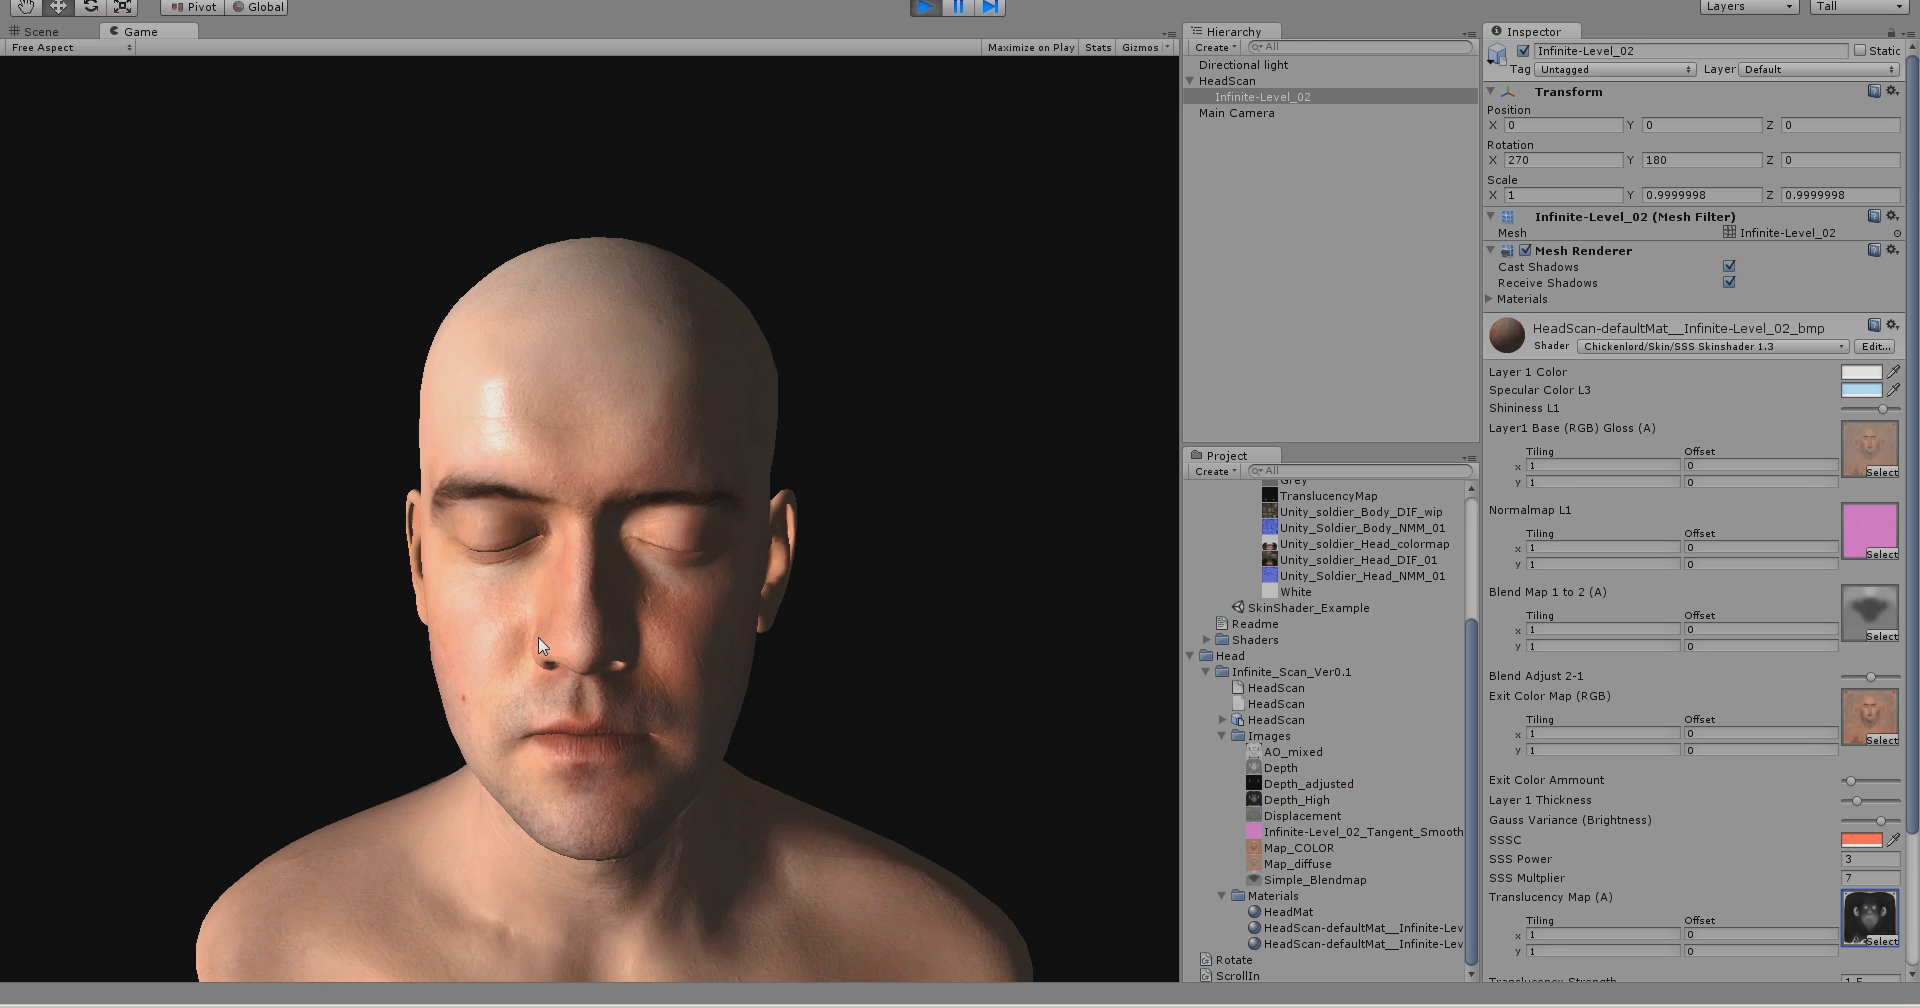 Pivot
Global
Layers
Tall
Scene
Game
Free Aspect
Maximize on Play
Stats
Gizmos
Hierarchy
Create
All
Directional light
HeadScan
Infinite-Level_02
Main Camera
Project
Create
All
Grey
TranslucencyMap
Unity_soldier_Body_DIF_wip
Unity_Soldier_Body_NMM_01
Unity_soldier_Head_colormap
Unity_soldier_Head_DIF_01
Unity_Soldier_Head_NMM_01
White
SkinShader_Example
Readme
Shaders
Head
Infinite_Scan_Ver0.1
HeadScan
HeadScan
HeadScan
Images
AO_mixed
Depth
Depth_adjusted
Depth_High
Displacement
Infinite-Level_02_Tangent_Smooth
Map_COLOR
Map_diffuse
Simple_Blendmap
Materials
HeadMat
HeadScan-defaultMat__Infinite-Lev
HeadScan-defaultMat__Infinite-Lev
Rotate
ScrollIn
Inspector
Infinite-Level_02
Static
Tag Untagged Layer Default
Transform
Position
X 0 Y 0 Z 0
Rotation
X 270 Y 180 Z 0
Scale
X 1 Y 0.9999998 Z 0.9999998
Infinite-Level_02 (Mesh Filter)
Mesh Infinite-Level_02
Mesh Renderer
Cast Shadows
Receive Shadows
Materials
HeadScan-defaultMat__Infinite-Level_02_bmp
Shader Chickenlord/Skin/SSS Skinshader 1.3 Edit...
Layer 1 Color
Specular Color L3
Shininess L1
Layer1 Base (RGB) Gloss (A)
Tiling Offset
x 1 0
y 1 0
Select
Normalmap L1
Tiling Offset
x 1 0
y 1 0
Select
Blend Map 1 to 2 (A)
Tiling Offset
x 1 0
y 1 0
Select
Blend Adjust 2-1
Exit Color Map (RGB)
Tiling Offset
x 1 0
y 1 0
Select
Exit Color Ammount
Layer 1 Thickness
Gauss Variance (Brightness)
SSSC
SSS Power 3
SSS Multplier 7
Translucency Map (A)
Tiling Offset
x 1 0
y 1 0
Select
Translucency Strength 1.5